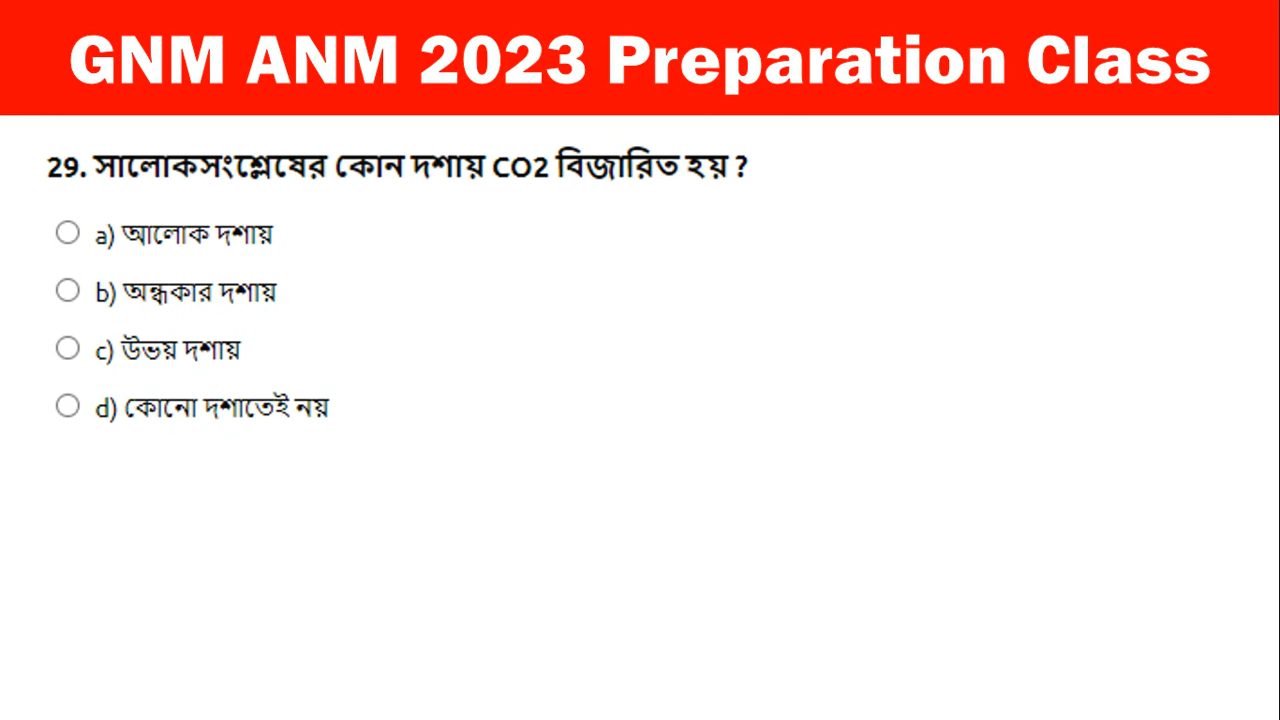 GNM ANM 2023 Preparation Class
29. সালোকসংশ্লেষের কোন দশায় CO2 বিজারিত হয় ?
a) আলোক দশায়
b) অন্ধকার দশায়
c) উভয় দশায়
d) কোনো দশাতেই নয়